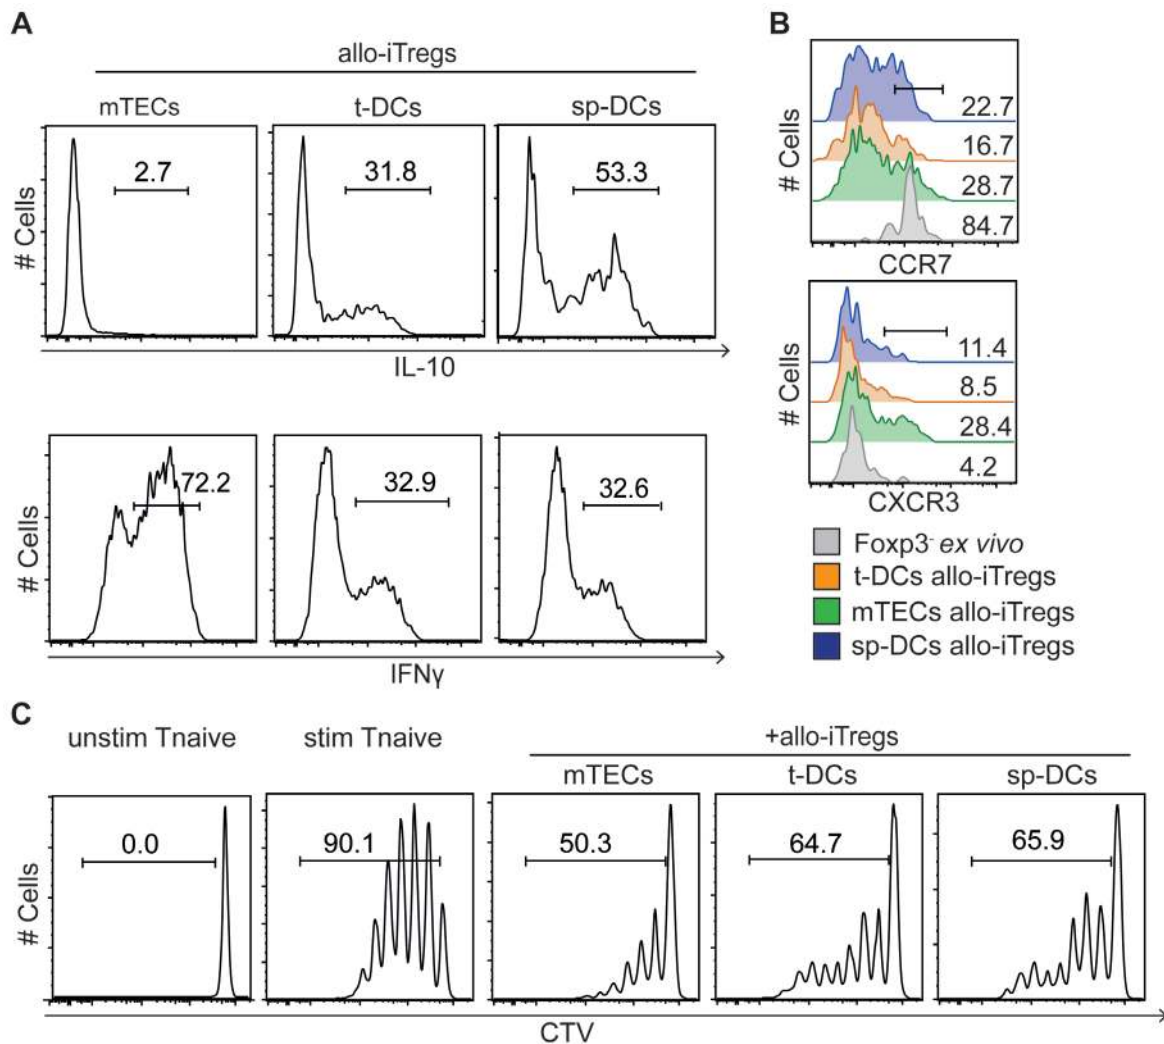 A
allo-iTregs
mTECs t-DCs sp-DCs
# Cells
2.7 31.8 53.3
IL-10
# Cells
72.2 32.9 32.6
IFNγ
B
# Cells
22.7
16.7
28.7
84.7
CCR7
# Cells
11.4
8.5
28.4
4.2
CXCR3
Foxp3⁻ ex vivo
t-DCs allo-iTregs
mTECs allo-iTregs
sp-DCs allo-iTregs
C
unstim Tnaive stim Tnaive +allo-iTregs
mTECs t-DCs sp-DCs
# Cells
0.0 90.1 50.3 64.7 65.9
CTV